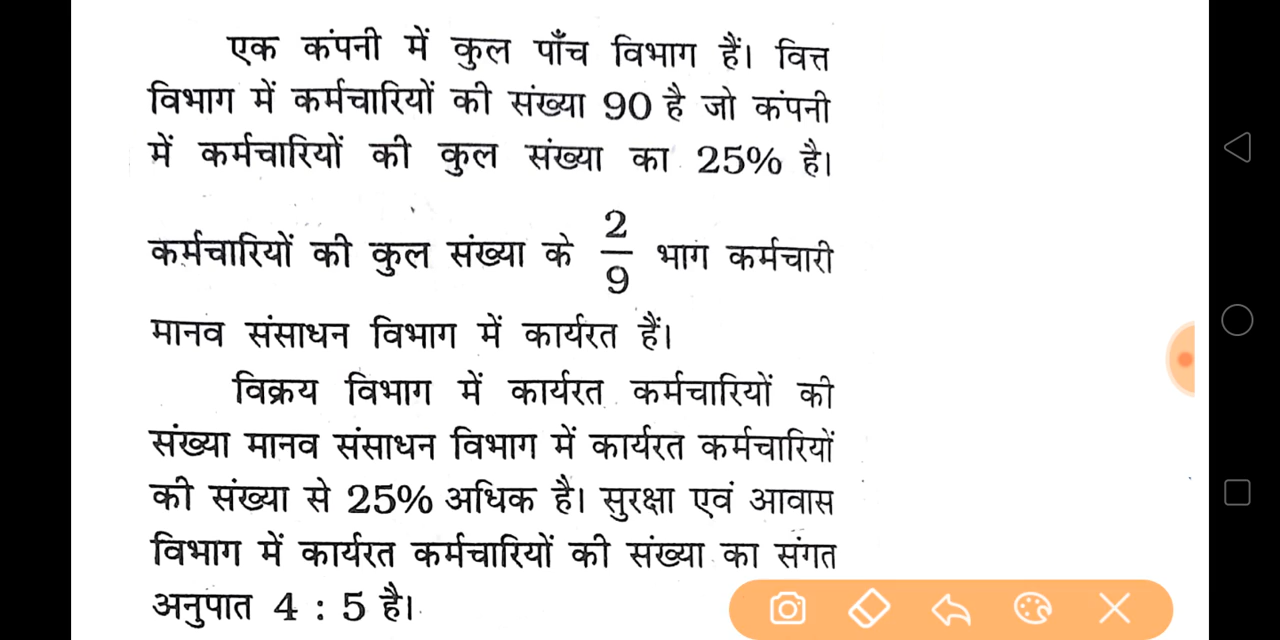 एक कंपनी में कुल पाँच विभाग हैं। वित्त
विभाग में कर्मचारियों की संख्या 90 है जो कंपनी
में कर्मचारियों की कुल संख्या का 25% है।
कर्मचारियों की कुल संख्या के 2/9 भाग कर्मचारी
मानव संसाधन विभाग में कार्यरत हैं।
विक्रय विभाग में कार्यरत कर्मचारियों की
संख्या मानव संसाधन विभाग में कार्यरत कर्मचारियों
की संख्या से 25% अधिक है। सुरक्षा एवं आवास
विभाग में कार्यरत कर्मचारियों की संख्या का संगत
अनुपात 4 : 5 है।